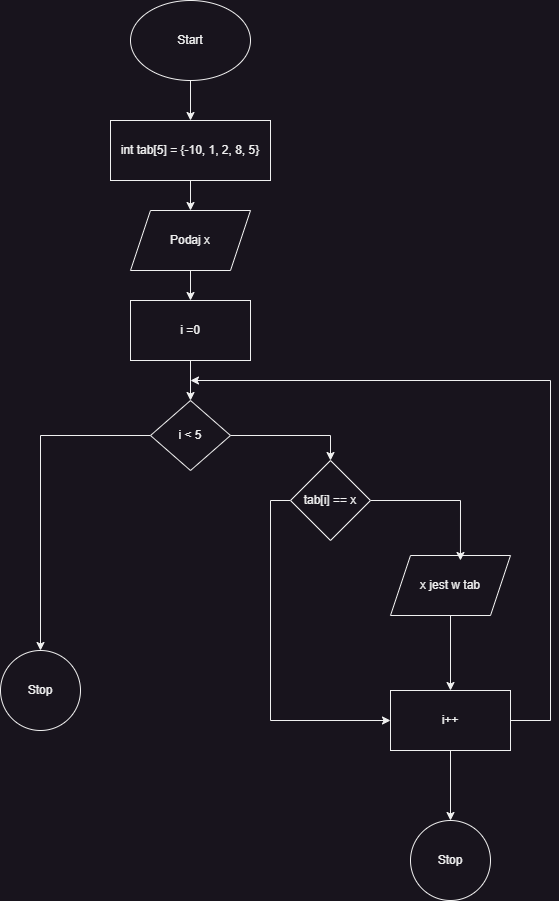 Start
int tab[5] = {-10, 1, 2, 8, 5}
Podaj x
i =0
i < 5
tab[i] == x
x jest w tab
Stop
i++
Stop